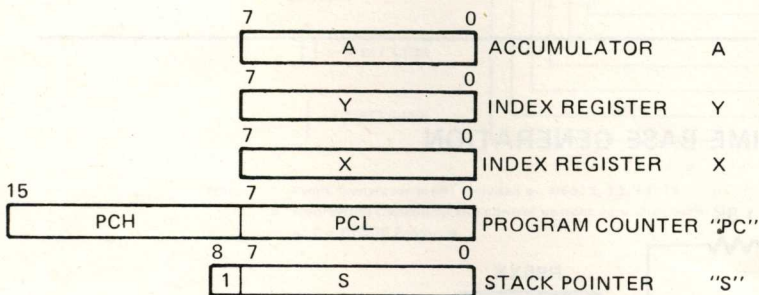 7 0
A ACCUMULATOR A
7 0
Y INDEX REGISTER Y
7 0
X INDEX REGISTER X
15 7 0
PCH PCL PROGRAM COUNTER "PC"
8 7 0
1 S STACK POINTER "S"